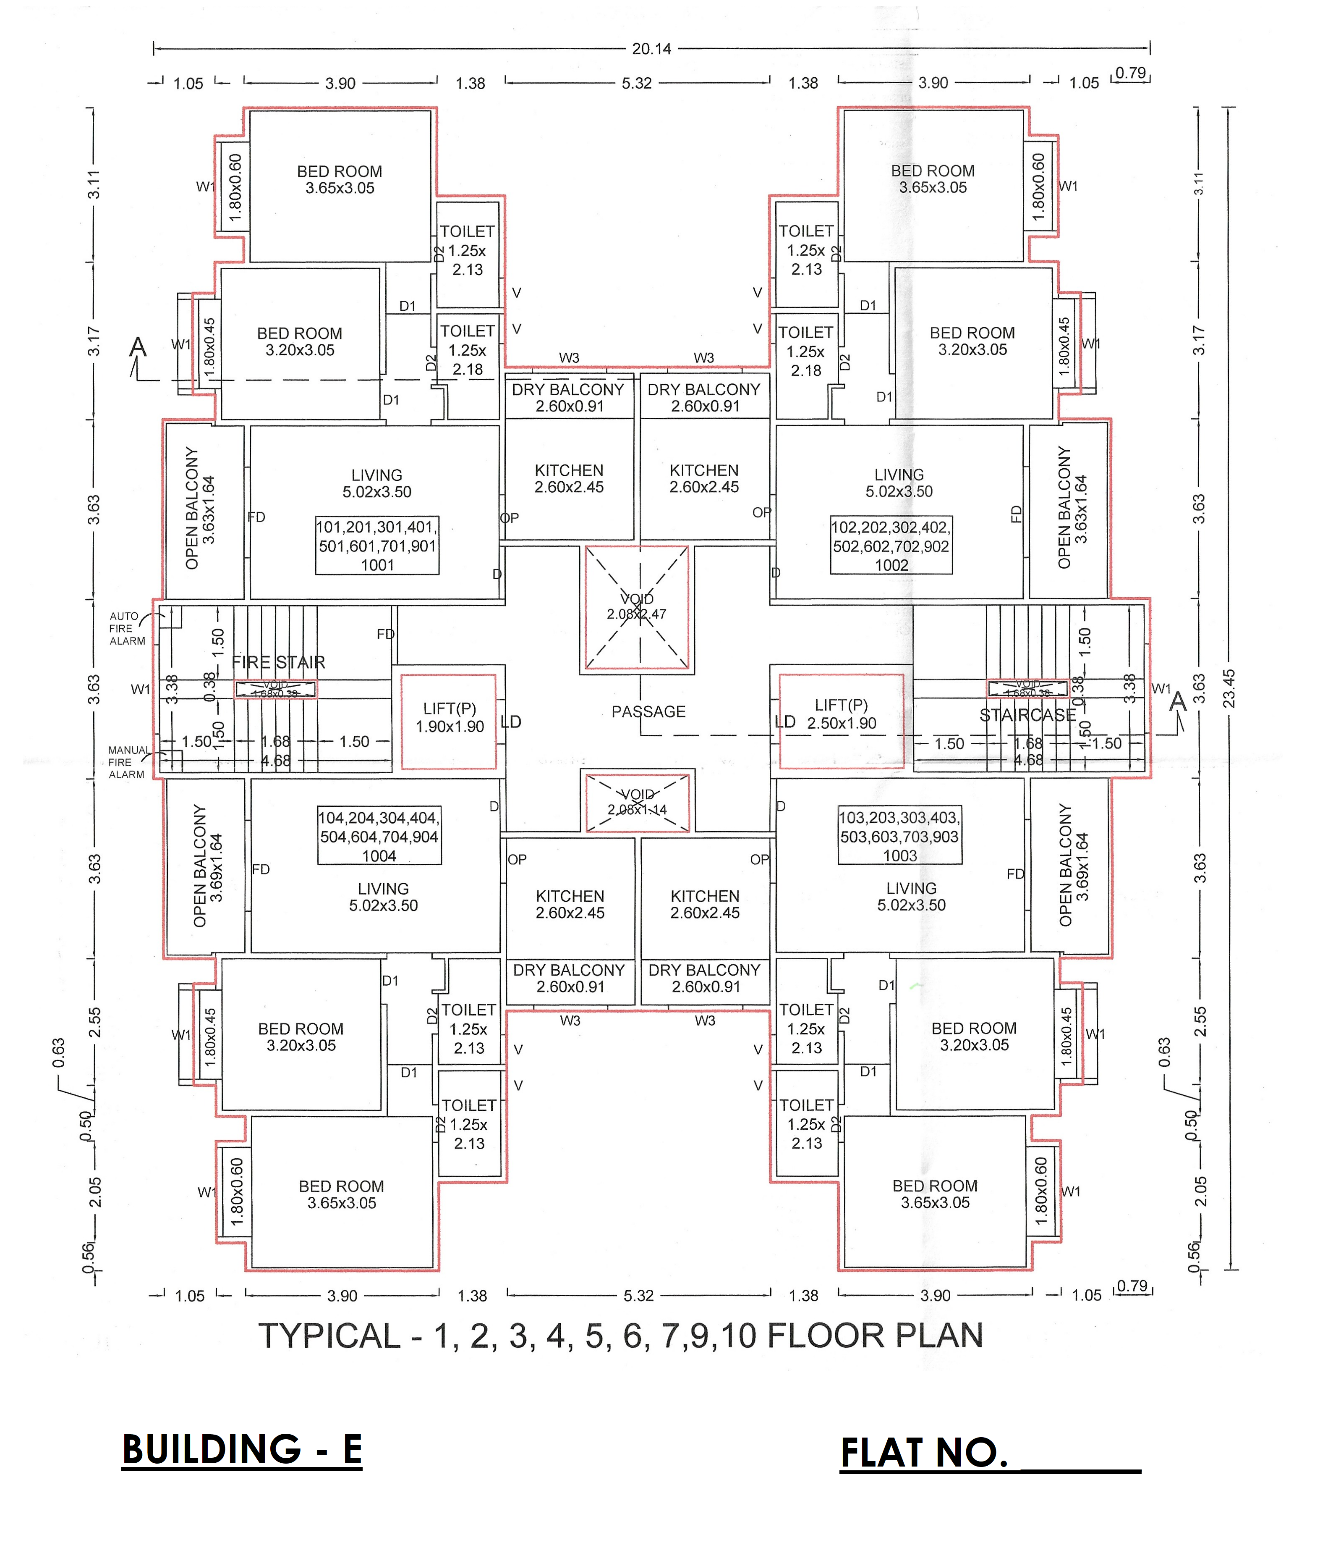 20.14
1.05 3.90 1.38 5.32 1.38 3.90 1.05 0.79
3.11
3.17
3.63
3.63
3.63
2.55
0.63
0.50
2.05
0.56
BED ROOM
3.65x3.05
W1
1.80x0.60
TOILET
1.25x
2.13
D2
V
D1
BED ROOM
3.20x3.05
W1
1.80x0.45
TOILET
1.25x
2.18
D2
V
D1
A
W3
DRY BALCONY
2.60x0.91
KITCHEN
2.60x2.45
OP
LIVING
5.02x3.50
101,201,301,401,
501,601,701,901
1001
FD
D
OPEN BALCONY
3.63x1.64
BED ROOM
3.65x3.05
W1
1.80x0.60
TOILET
1.25x
2.13
D2
V
D1
BED ROOM
3.20x3.05
W1
1.80x0.45
TOILET
1.25x
2.18
D2
V
D1
W3
DRY BALCONY
2.60x0.91
KITCHEN
2.60x2.45
OP
LIVING
5.02x3.50
102,202,302,402,
502,602,702,902
1002
FD
D
OPEN BALCONY
3.63x1.64
VOID
2.08x2.47
AUTO
FIRE
ALARM
FIRE STAIR
FD
W1
3.38
1.50
0.38
1.50
VOID
1.68x0.38
1.50 1.68 1.50
4.68
MANUAL
FIRE
ALARM
LIFT(P)
1.90x1.90
LD
PASSAGE
LD
LIFT(P)
2.50x1.90
VOID
1.68x0.38
STAIRCASE
1.50
0.38
1.50
3.38
1.50 1.68 1.50
4.68
W1
A
VOID
2.08x1.14
104,204,304,404,
504,604,704,904
1004
LIVING
5.02x3.50
D
FD
OPEN BALCONY
3.69x1.64
OP
KITCHEN
2.60x2.45
DRY BALCONY
2.60x0.91
W3
D1
BED ROOM
3.20x3.05
W1
1.80x0.45
D2
TOILET
1.25x
2.13
V
D1
BED ROOM
3.65x3.05
W1
1.80x0.60
D2
TOILET
1.25x
2.13
V
103,203,303,403,
503,603,703,903
1003
LIVING
5.02x3.50
D
FD
OPEN BALCONY
3.69x1.64
OP
KITCHEN
2.60x2.45
DRY BALCONY
2.60x0.91
W3
D1
BED ROOM
3.20x3.05
W1
1.80x0.45
D2
TOILET
1.25x
2.13
D1
BED ROOM
3.65x3.05
W1
1.80x0.60
D2
TOILET
1.25x
2.13
3.11
3.17
3.63
3.63
3.63
2.55
0.63
0.50
2.05
0.56
23.45
1.05 3.90 1.38 5.32 1.38 3.90 1.05 0.79
TYPICAL - 1, 2, 3, 4, 5, 6, 7,9,10 FLOOR PLAN
BUILDING - E
FLAT NO. ______